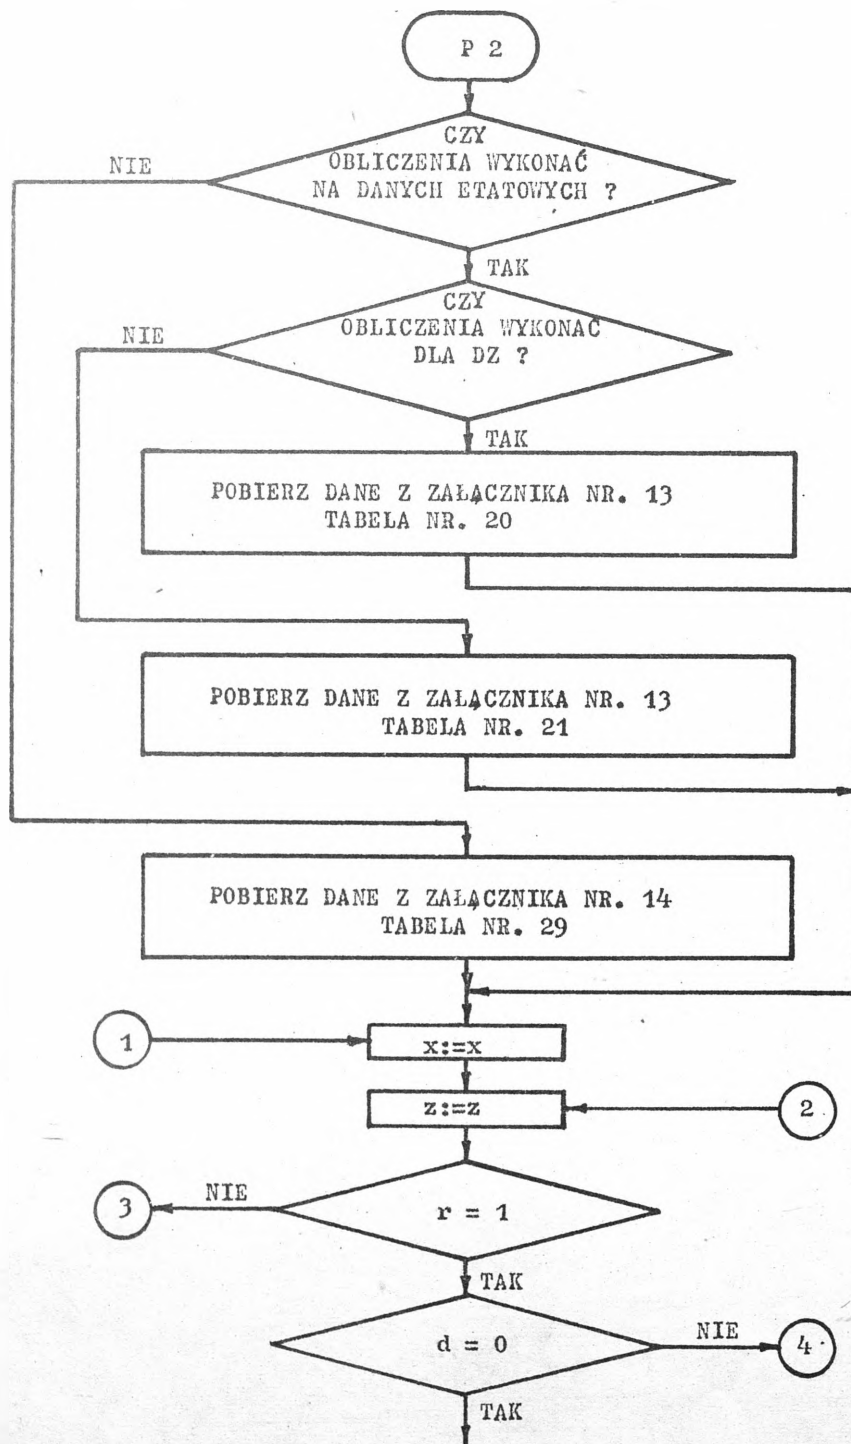 P 2
CZY
OBLICZENIA WYKONAĆ
NA DANYCH ETATOWYCH ?
NIE
TAK
CZY
OBLICZENIA WYKONAĆ
DLA DZ ?
NIE
TAK
POBIERZ DANE Z ZAŁĄCZNIKA NR. 13
TABELA NR. 20
POBIERZ DANE Z ZAŁĄCZNIKA NR. 13
TABELA NR. 21
POBIERZ DANE Z ZAŁĄCZNIKA NR. 14
TABELA NR. 29
1
x:=x
z:=z
2
3
NIE
r = 1
TAK
d = 0
NIE
4
TAK